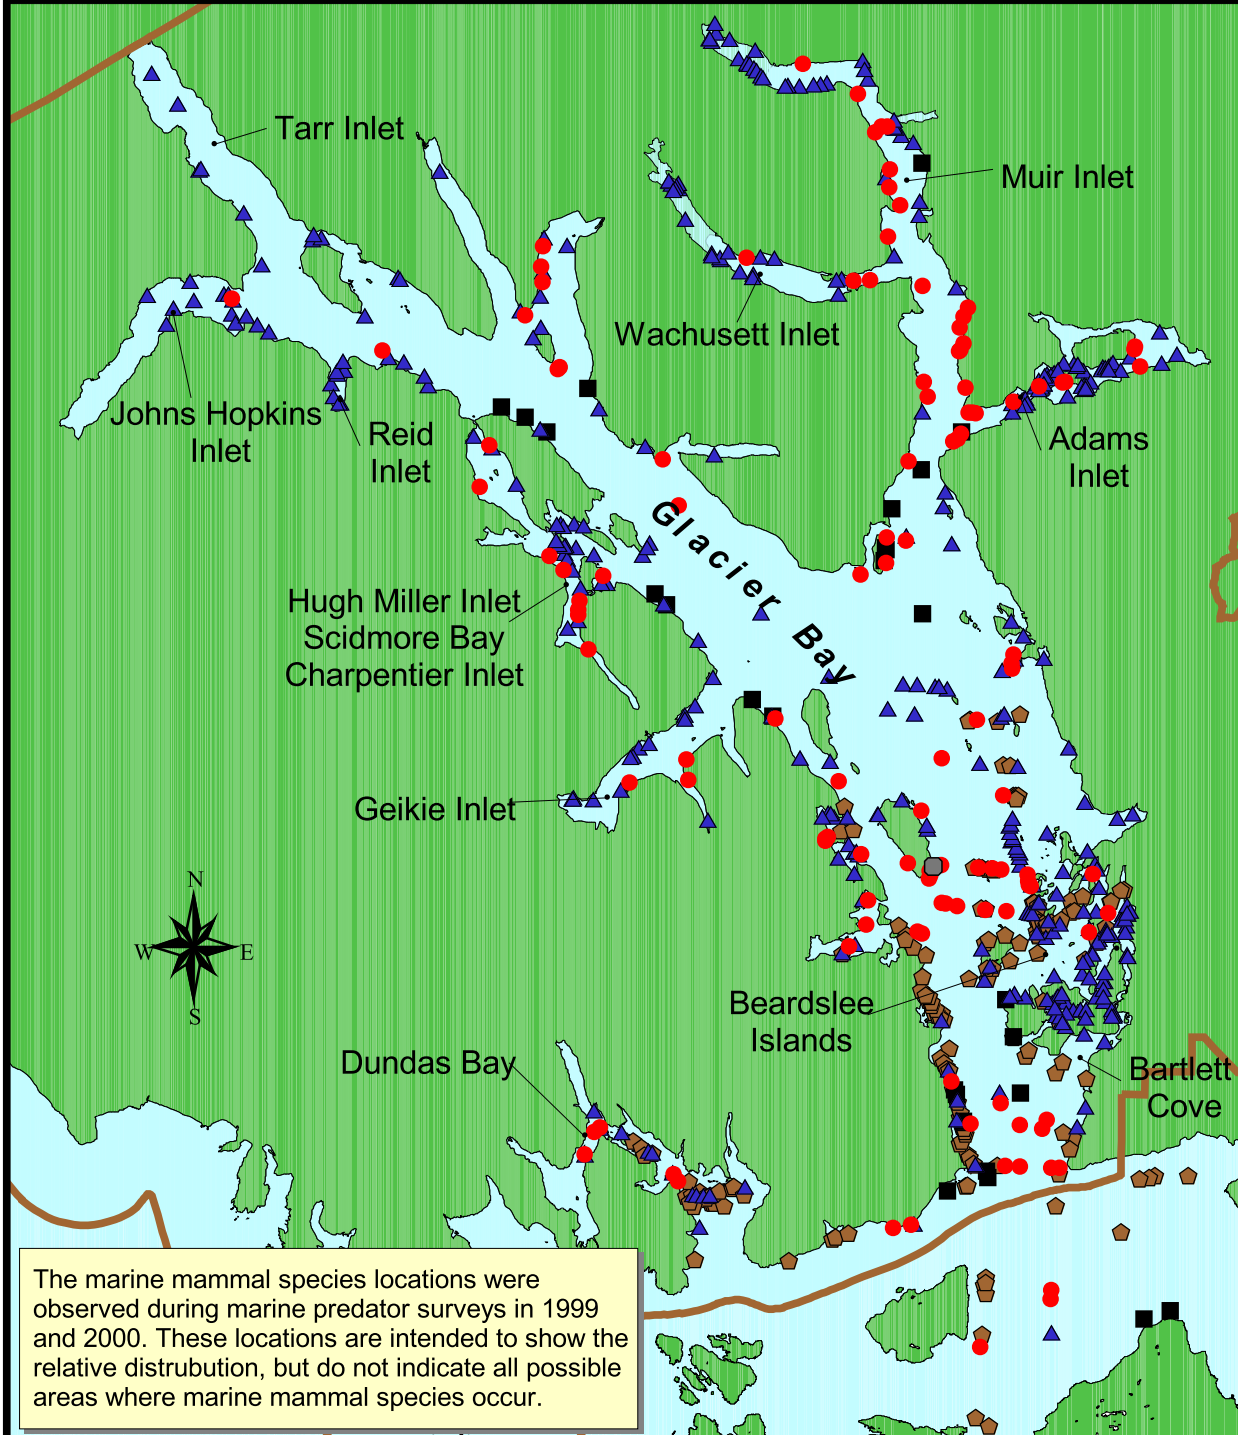 Tarr Inlet
Muir Inlet
Wachusett Inlet
Johns Hopkins
Inlet
Reid
Inlet
Adams
Inlet
Glacier Bay
Hugh Miller Inlet
Scidmore Bay
Charpentier Inlet
Geikie Inlet
N
W E
S
Beardslee
Islands
Dundas Bay
Bartlett
Cove
The marine mammal species locations were
observed during marine predator surveys in 1999
and 2000. These locations are intended to show the
relative distrubution, but do not indicate all possible
areas where marine mammal species occur.